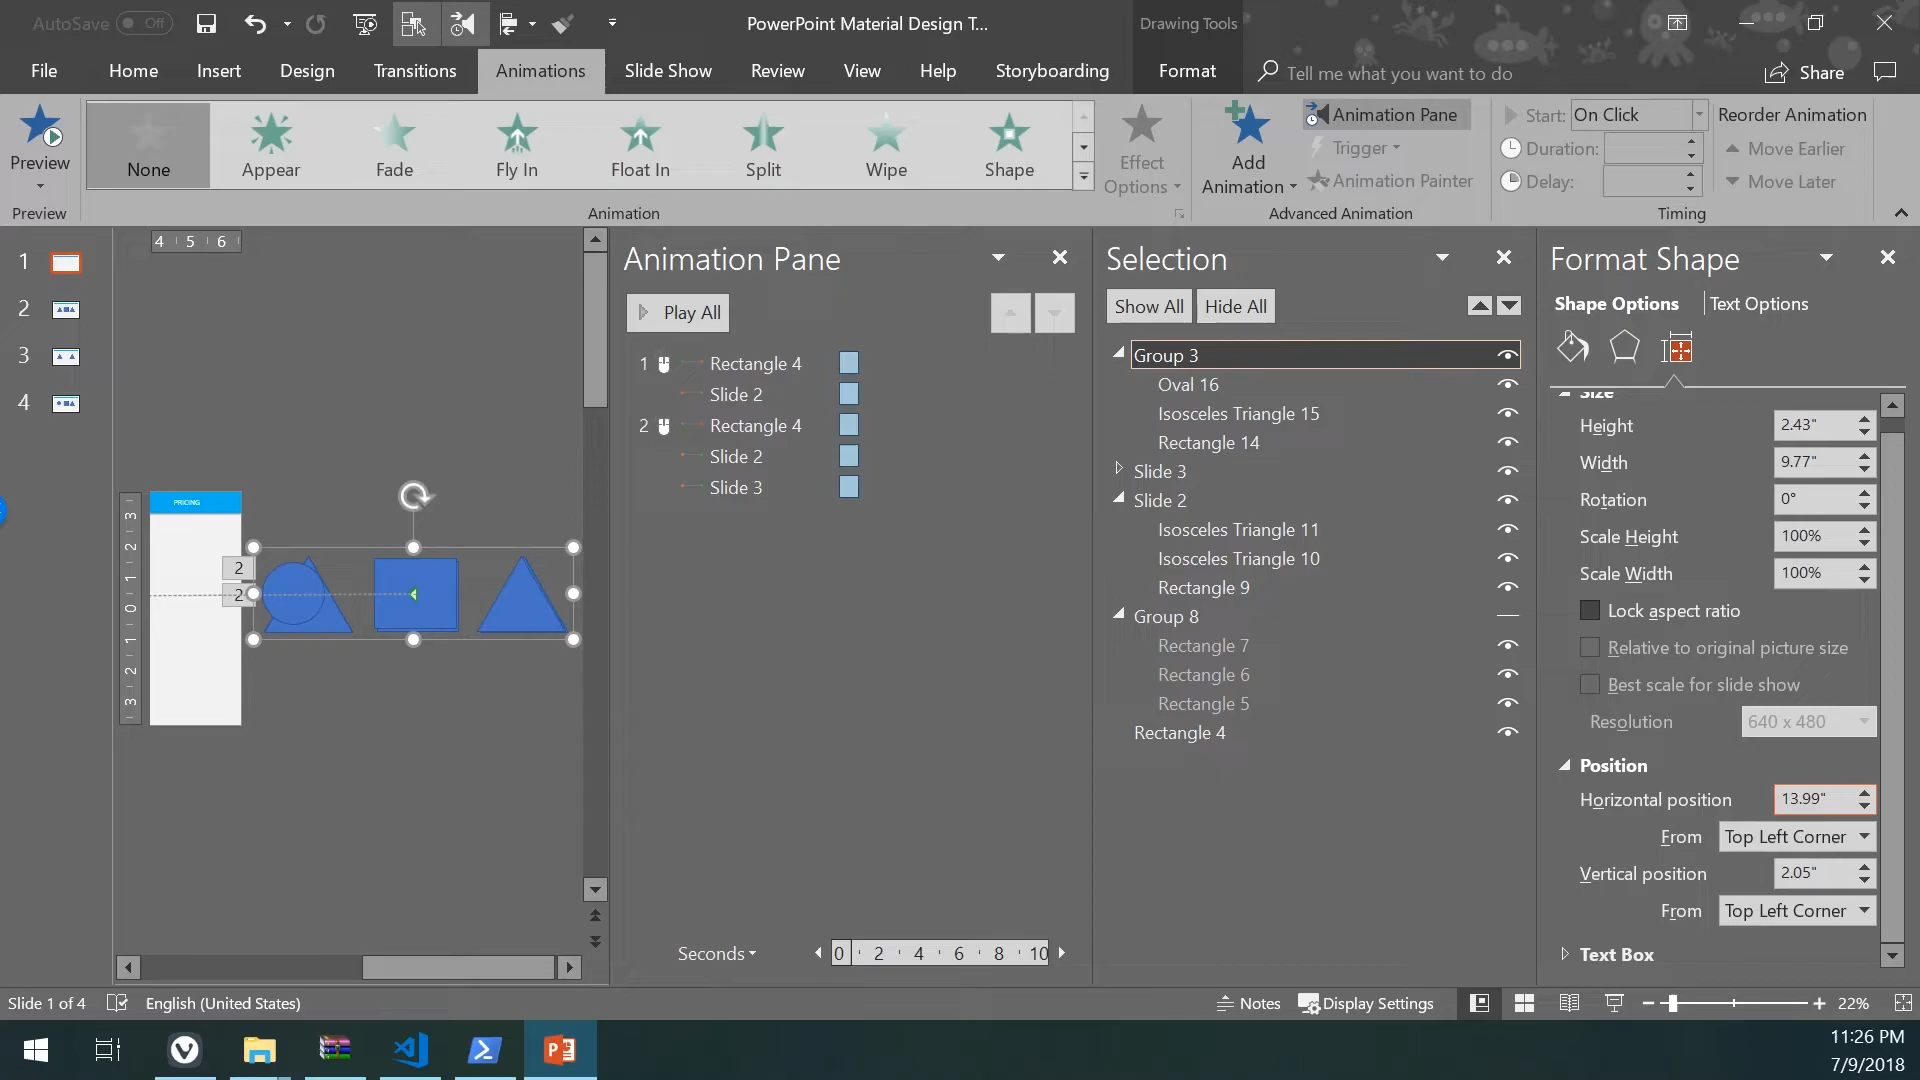 AutoSave Off
PowerPoint Material Design T...
Drawing Tools
File Home Insert Design Transitions Animations Slide Show Review View Help Storyboarding Format Tell me what you want to do Share
Preview
None Appear Fade Fly In Float In Split Wipe Shape
Effect Options
Add Animation
Animation Pane
Trigger
Animation Painter
Start: On Click
Duration:
Delay:
Reorder Animation
Move Earlier
Move Later
Preview Animation Advanced Animation Timing
1
2
3
4
4 5 6
3 2 1 0 1 2 3
PRICING
2
2
Animation Pane
Play All
1 Rectangle 4
Slide 2
2 Rectangle 4
Slide 2
Slide 3
Seconds 0 2 4 6 8 10
Selection
Show All Hide All
Group 3
Oval 16
Isosceles Triangle 15
Rectangle 14
Slide 3
Slide 2
Isosceles Triangle 11
Isosceles Triangle 10
Rectangle 9
Group 8
Rectangle 7
Rectangle 6
Rectangle 5
Rectangle 4
Format Shape
Shape Options Text Options
Size
Height 2.43"
Width 9.77"
Rotation 0°
Scale Height 100%
Scale Width 100%
Lock aspect ratio
Relative to original picture size
Best scale for slide show
Resolution 640 x 480
Position
Horizontal position 13.99"
From Top Left Corner
Vertical position 2.05"
From Top Left Corner
Text Box
Slide 1 of 4 English (United States) Notes Display Settings 22%
11:26 PM
7/9/2018